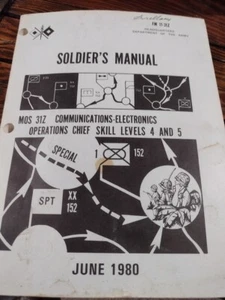 SOLDIER'S MANUAL
MOS 31Z COMMUNICATIONS-ELECTRONICS
OPERATIONS CHIEF SKILL LEVELS 4 AND 5
SPECIAL
1 152
SPT XX
152
JUNE 1980